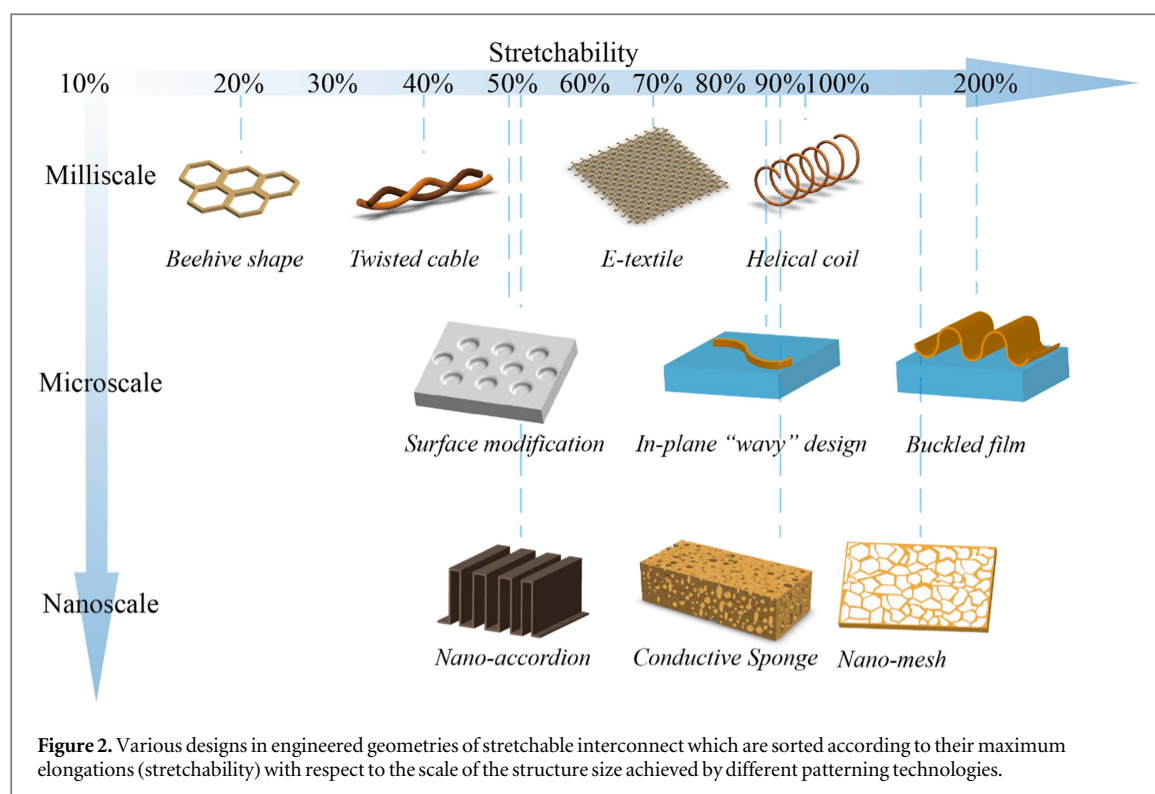 Stretchability
10% 20% 30% 40% 50% 60% 70% 80% 90% 100% 200%
Milliscale
Beehive shape Twisted cable E-textile Helical coil
Microscale
Surface modification In-plane “wavy” design Buckled film
Nanoscale
Nano-accordion Conductive Sponge Nano-mesh
Figure 2. Various designs in engineered geometries of stretchable interconnect which are sorted according to their maximum
elongations (stretchability) with respect to the scale of the structure size achieved by different patterning technologies.